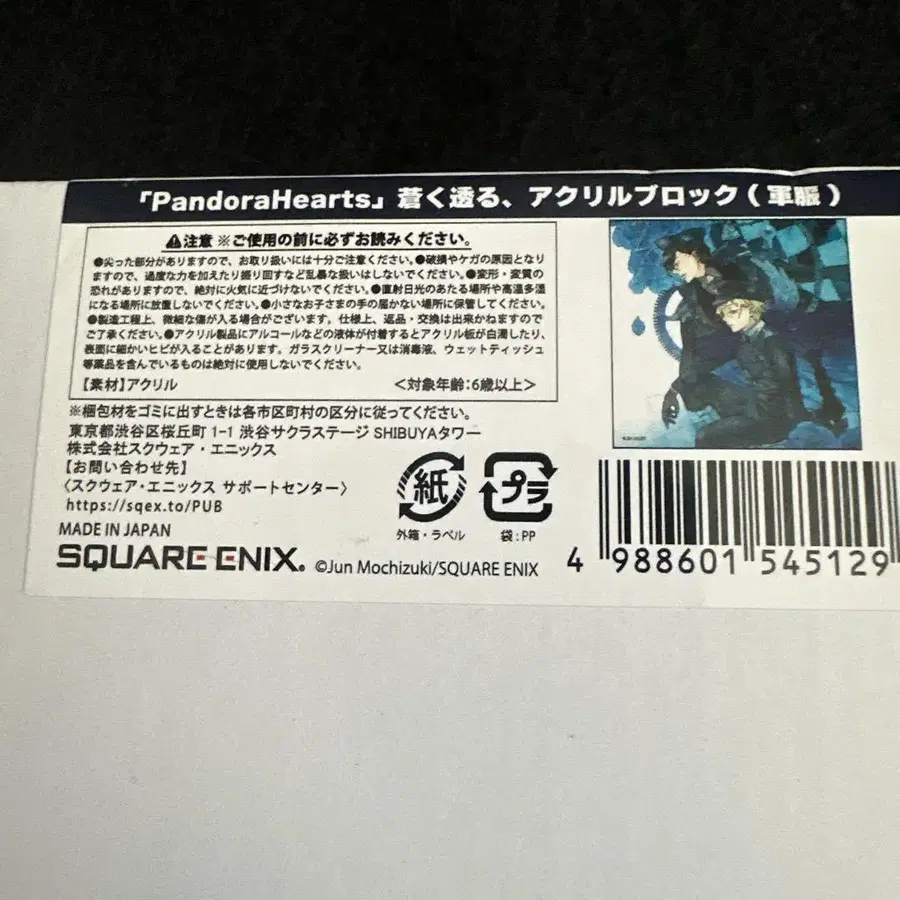 「PandoraHearts」蒼く透る、アクリルブロック(軍服)
⚠注意 ※ご使用の前に必ずお読みください。
●尖った部分がありますので、お取り扱いには十分ご注意ください。●破損やケガの原因となり
ますので、過度な力を加えたり振り回すなど乱暴な扱いはしないでください。●変形・変質の
恐れがありますので、絶対に火気に近づけないでください。●直射日光のあたる場所や高温多湿
になる場所に放置しないでください。●小さなお子さまの手の届かない場所に保管してください。
●製造工程上、微細な傷が入る場合がございます。仕様上、返品・交換は出来かねますので
ご了承ください。●アクリル製品にアルコールなどの液体が付着するとアクリル板が白濁したり、
表面に細かいヒビが入ることがあります。ガラスクリーナー又は消毒液、ウェットティッシュ
等薬品を含んでいるものは絶対に使用しないでください。
【素材】アクリル <対象年齢:6歳以上>
※梱包材をゴミに出すときは各市区町村の区分に従ってください。
東京都渋谷区桜丘町1-1 渋谷サクラステージ SHIBUYAタワー
株式会社スクウェア・エニックス
【お問い合わせ先】
〈スクウェア・エニックス サポートセンター〉
https://sqex.to/PUB
紙
外箱・ラベル
プラ
袋:PP
MADE IN JAPAN
SQUARE ENIX.
©Jun Mochizuki/SQUARE ENIX
4 988601 545129